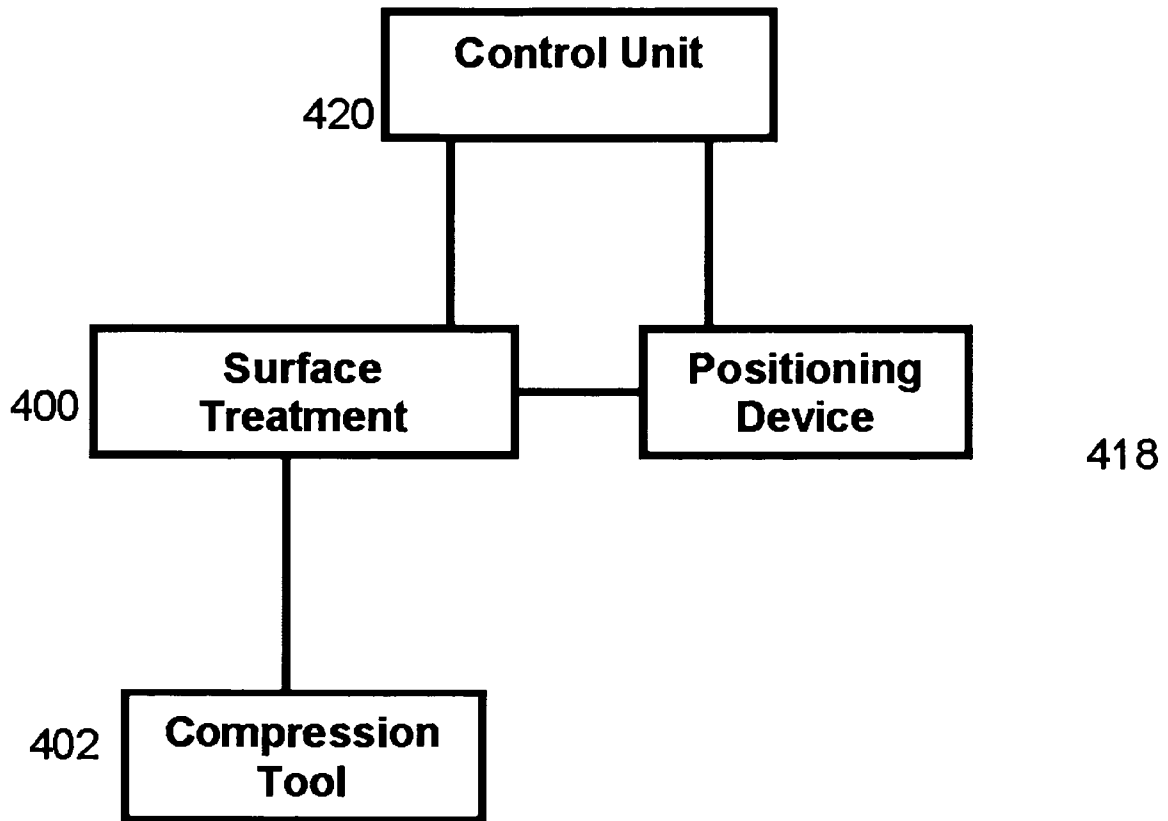 Control Unit
420
Surface
Treatment
400
Positioning
Device
418
Compression
Tool
402